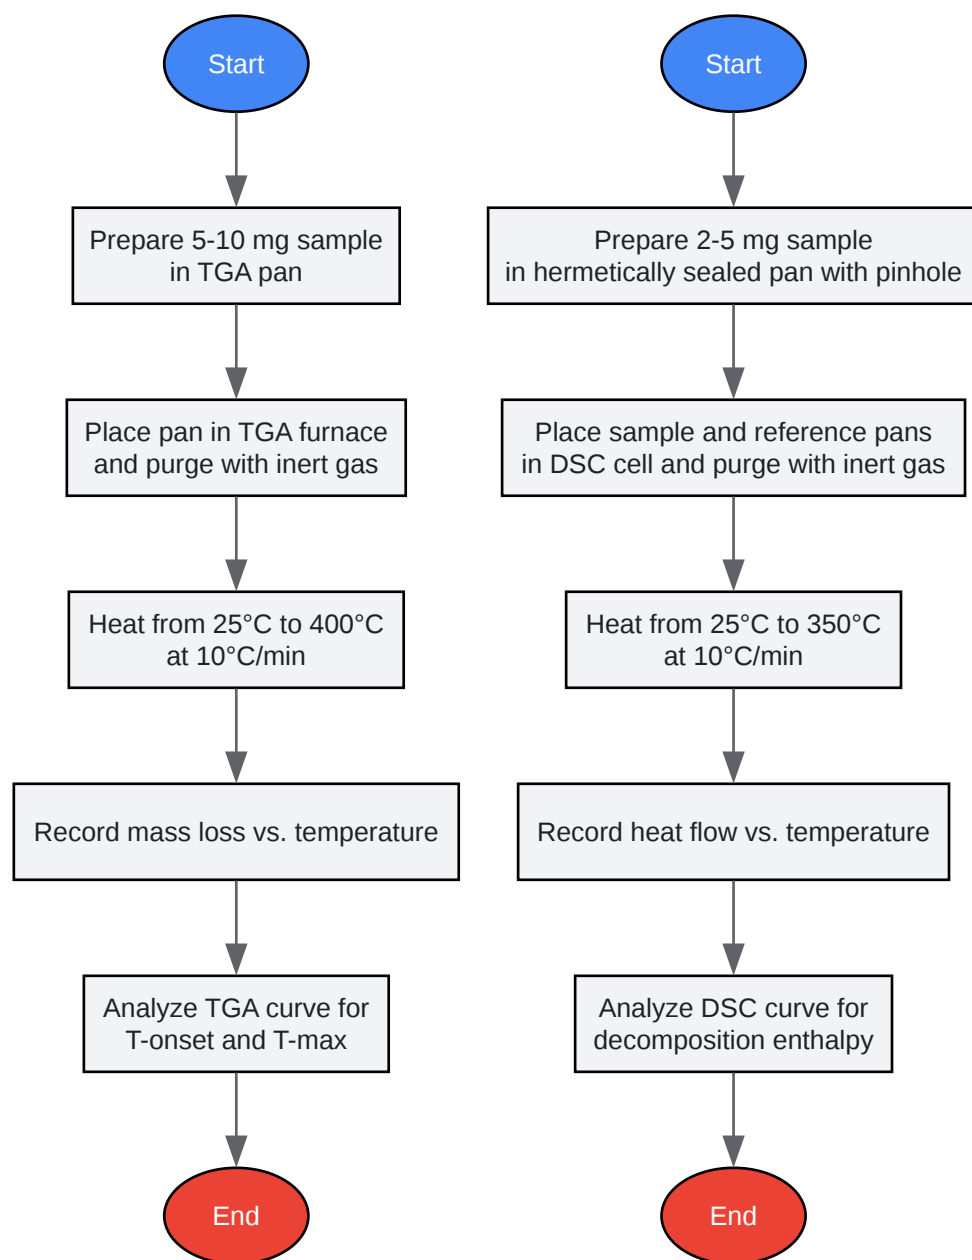 Start
Prepare 5-10 mg sample
in TGA pan
Place pan in TGA furnace
and purge with inert gas
Heat from 25°C to 400°C
at 10°C/min
Record mass loss vs. temperature
Analyze TGA curve for
T-onset and T-max
End
Start
Prepare 2-5 mg sample
in hermetically sealed pan with pinhole
Place sample and reference pans
in DSC cell and purge with inert gas
Heat from 25°C to 350°C
at 10°C/min
Record heat flow vs. temperature
Analyze DSC curve for
decomposition enthalpy
End